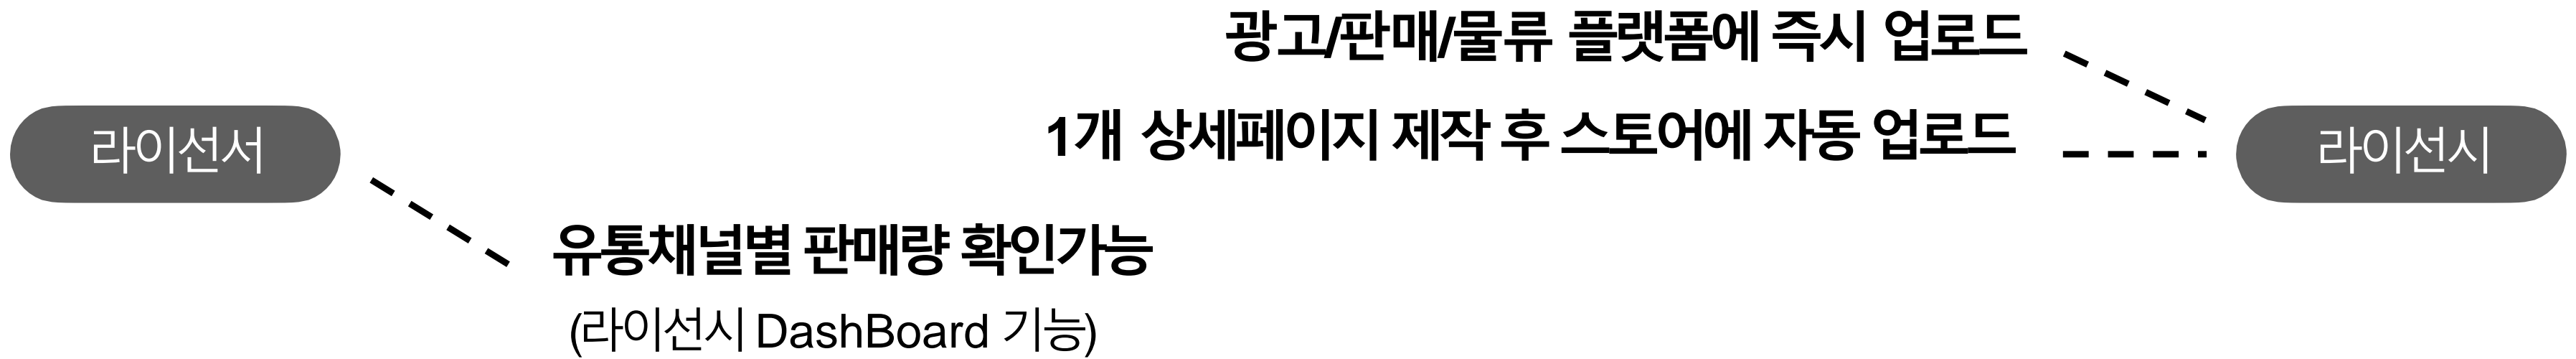 광고/판매/물류 플랫폼에 즉시 업로드
라이선서
1개 상세페이지 제작 후 스토어에 자동 업로드
라이선시
유통채널별 판매량 확인가능
(라이선시 DashBoard 기능)